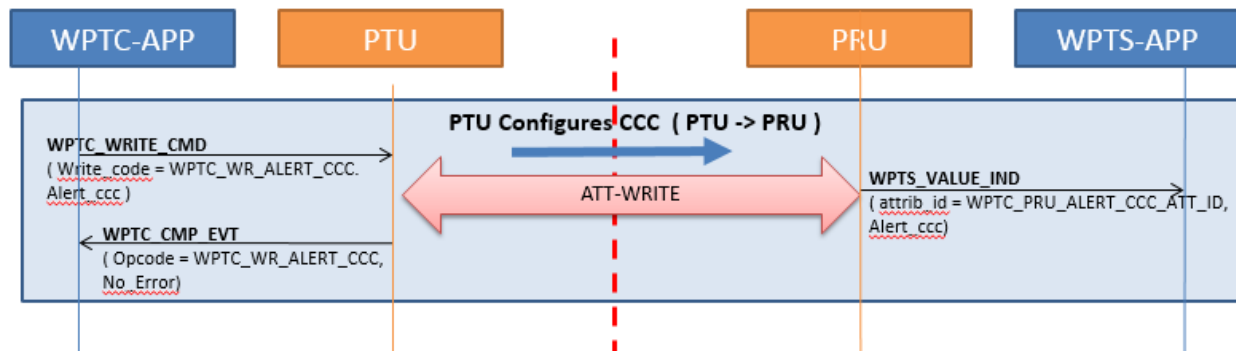 WPTC-APP
PTU
PRU
WPTS-APP
PTU Configures CCC ( PTU -> PRU )
WPTC_WRITE_CMD
( Write_code = WPTC_WR_ALERT_CCC.
Alert_ccc )
ATT-WRITE
WPTS_VALUE_IND
( attrib_id = WPTC_PRU_ALERT_CCC_ATT_ID,
Alert_ccc)
WPTC_CMP_EVT
( Opcode = WPTC_WR_ALERT_CCC,
No_Error)